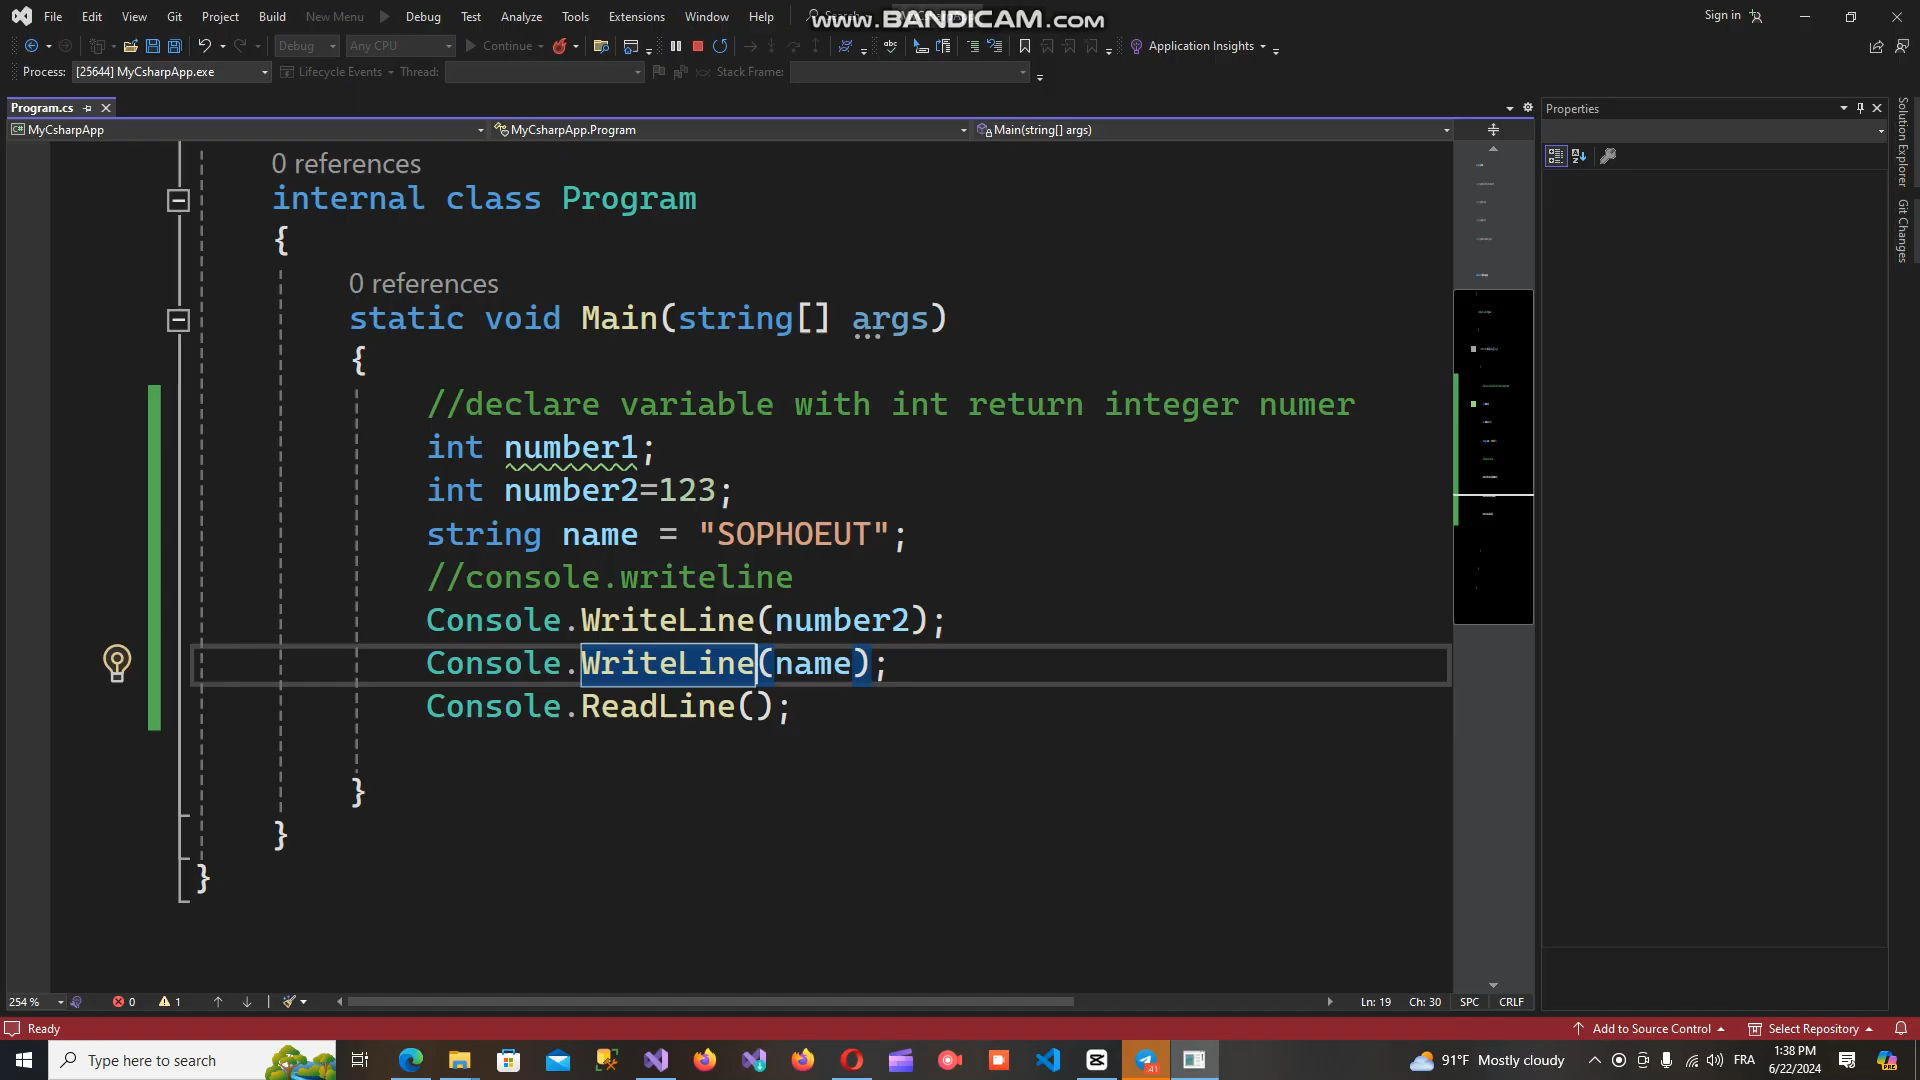 File Edit View Git Project Build New Menu Debug Test Analyze Tools Extensions Window Help
www.BANDICAM.com
Sign in
Debug Any CPU Continue Application Insights
Process: [25644] MyCsharpApp.exe Lifecycle Events Thread: Stack Frame:
Program.cs
MyCsharpApp MyCsharpApp.Program Main(string[] args)
0 references
internal class Program
{
0 references
static void Main(string[] args)
{
//declare variable with int return integer numer
int number1;
int number2=123;
string name = "SOPHOEUT";
//console.writeline
Console.WriteLine(number2);
Console.WriteLine(name);
Console.ReadLine();
}
}
}
Properties
Solution Explorer
Git Changes
254 % 0 1 Ln: 19 Ch: 30 SPC CRLF
Ready Add to Source Control Select Repository
Type here to search
91°F Mostly cloudy FRA
1:38 PM
6/22/2024